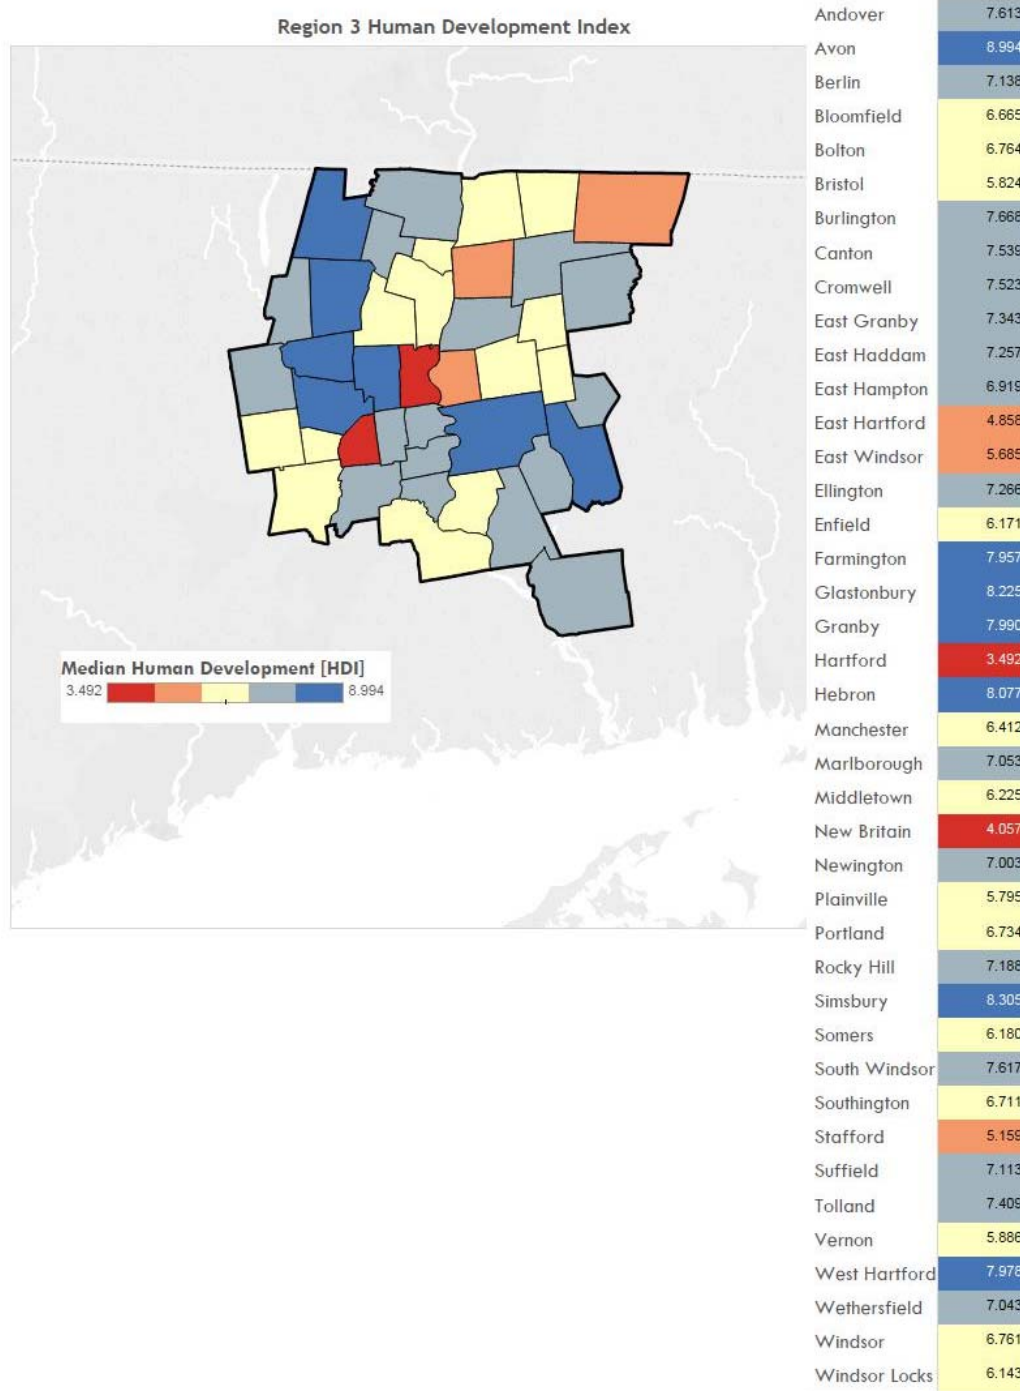 Region 3 Human Development Index
Median Human Development [HDI]
3.492 8.994
Andover 7.613
Avon 8.994
Berlin 7.138
Bloomfield 6.665
Bolton 6.764
Bristol 5.824
Burlington 7.668
Canton 7.539
Cromwell 7.523
East Granby 7.343
East Haddam 7.257
East Hampton 6.919
East Hartford 4.858
East Windsor 5.685
Ellington 7.266
Enfield 6.171
Farmington 7.957
Glastonbury 8.225
Granby 7.990
Hartford 3.492
Hebron 8.077
Manchester 6.412
Marlborough 7.053
Middletown 6.225
New Britain 4.057
Newington 7.003
Plainville 5.795
Portland 6.734
Rocky Hill 7.188
Simsbury 8.305
Somers 6.180
South Windsor 7.617
Southington 6.711
Stafford 5.159
Suffield 7.113
Tolland 7.409
Vernon 5.886
West Hartford 7.978
Wethersfield 7.043
Windsor 6.761
Windsor Locks 6.143